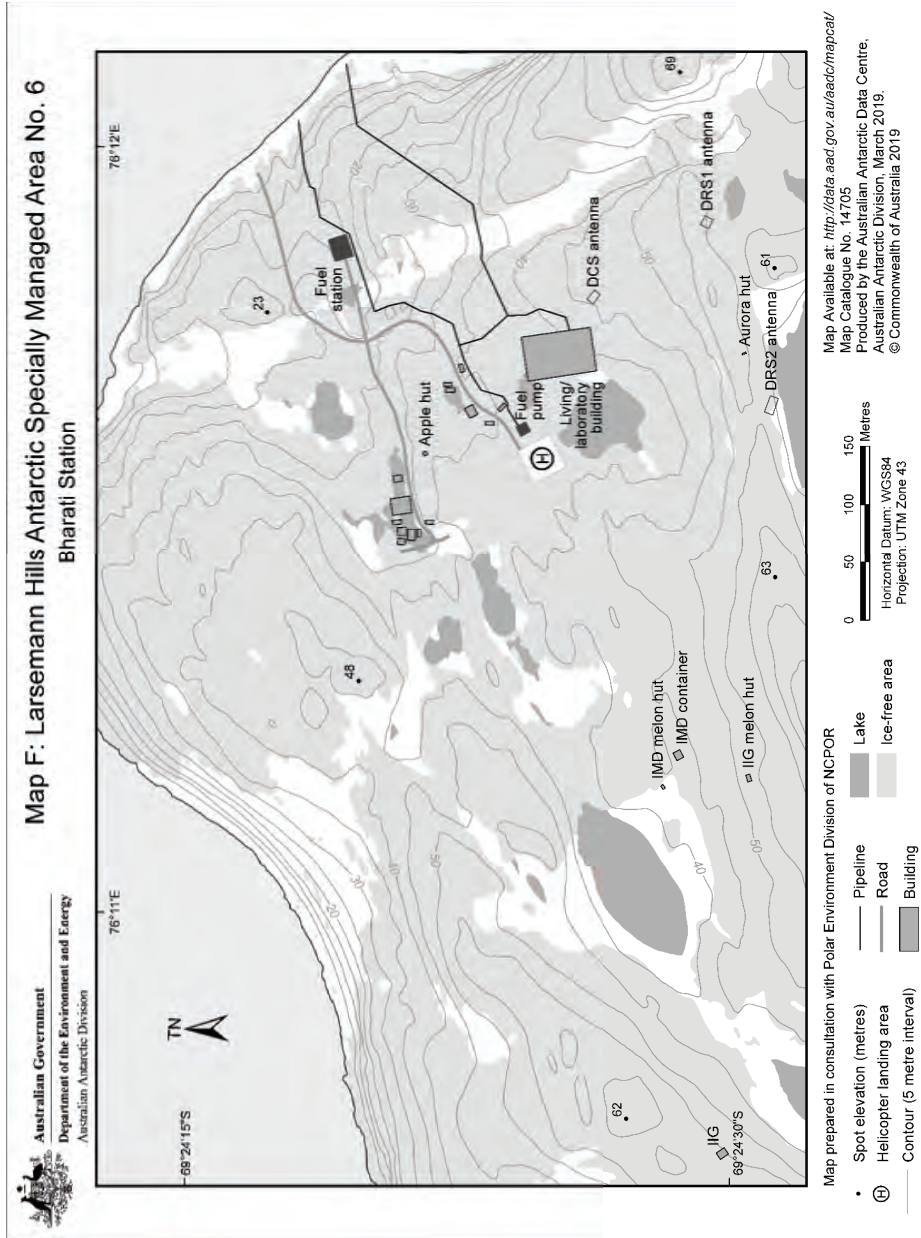 Australian Government
Department of the Environment and Energy
Australian Antarctic Division
Map F: Larsemann Hills Antarctic Specially Managed Area No. 6
Bharati Station
76°11'E
76°12'E
69°24'15"S
69°24'30"S
TN
23
48
69
61
63
62
20
30
40
50
50
40
Fuel
station
Apple hut
Fuel
pump
H
Living/
laboratory
building
DCS antenna
DRS1 antenna
Aurora hut
DRS2 antenna
IMD melon hut
IMD container
IIG melon hut
IIG
Map prepared in consultation with Polar Environment Division of NCPOR
Spot elevation (metres)
H Helicopter landing area
Contour (5 metre interval)
Pipeline
Road
Building
Lake
Ice-free area
0 50 100 150
Metres
Horizontal Datum: WGS84
Projection: UTM Zone 43
Map Available at: http://data.aad.gov.au/aadc/mapcat/
Map Catalogue No. 14705
Produced by the Australian Antarctic Data Centre,
Australian Antarctic Division, March 2019.
© Commonwealth of Australia 2019